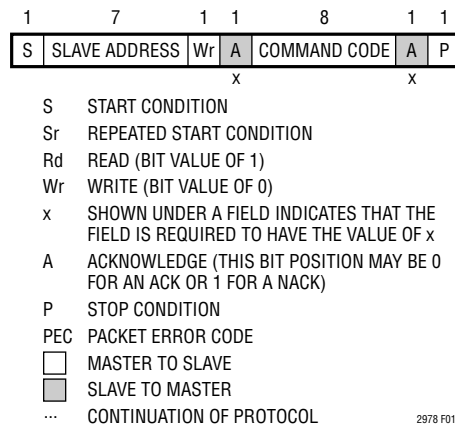 1 7 1 1 8 1 1
S SLAVE ADDRESS Wr A COMMAND CODE A P
x x
S START CONDITION
Sr REPEATED START CONDITION
Rd READ (BIT VALUE OF 1)
Wr WRITE (BIT VALUE OF 0)
x SHOWN UNDER A FIELD INDICATES THAT THE
FIELD IS REQUIRED TO HAVE THE VALUE OF x
A ACKNOWLEDGE (THIS BIT POSITION MAY BE 0
FOR AN ACK OR 1 FOR A NACK)
P STOP CONDITION
PEC PACKET ERROR CODE
MASTER TO SLAVE
SLAVE TO MASTER
... CONTINUATION OF PROTOCOL 2978 F01